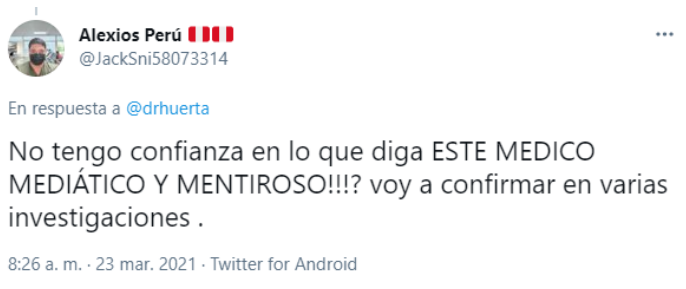 Alexios Perú 🇵🇪🇵🇪
@JackSni58073314
En respuesta a @drhuerta
No tengo confianza en lo que diga ESTE MEDICO
MEDIÁTICO Y MENTIROSO!!!? voy a confirmar en varias
investigaciones .
8:26 a. m. · 23 mar. 2021 · Twitter for Android